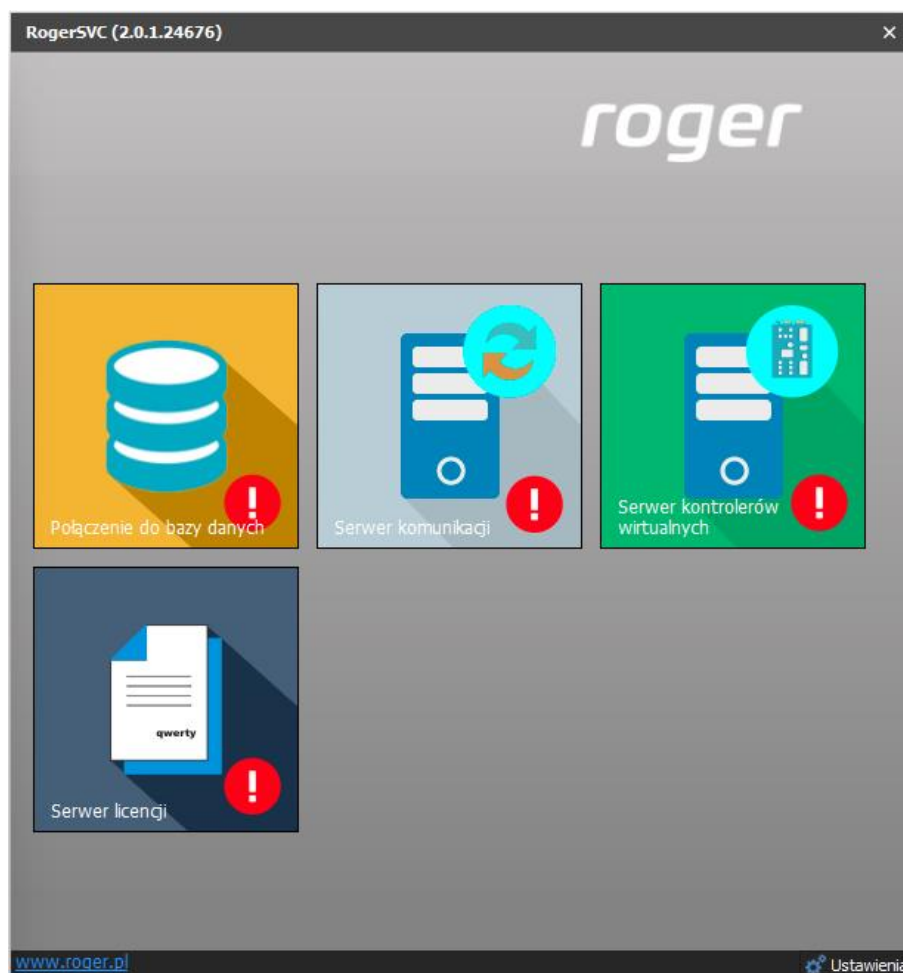 RogerSVC (2.0.1.24676)
roger
Połączenie do bazy danych
Serwer komunikacji
Serwer kontrolerów
wirtualnych
qwerty
Serwer licencji
www.roger.pl
Ustawienia